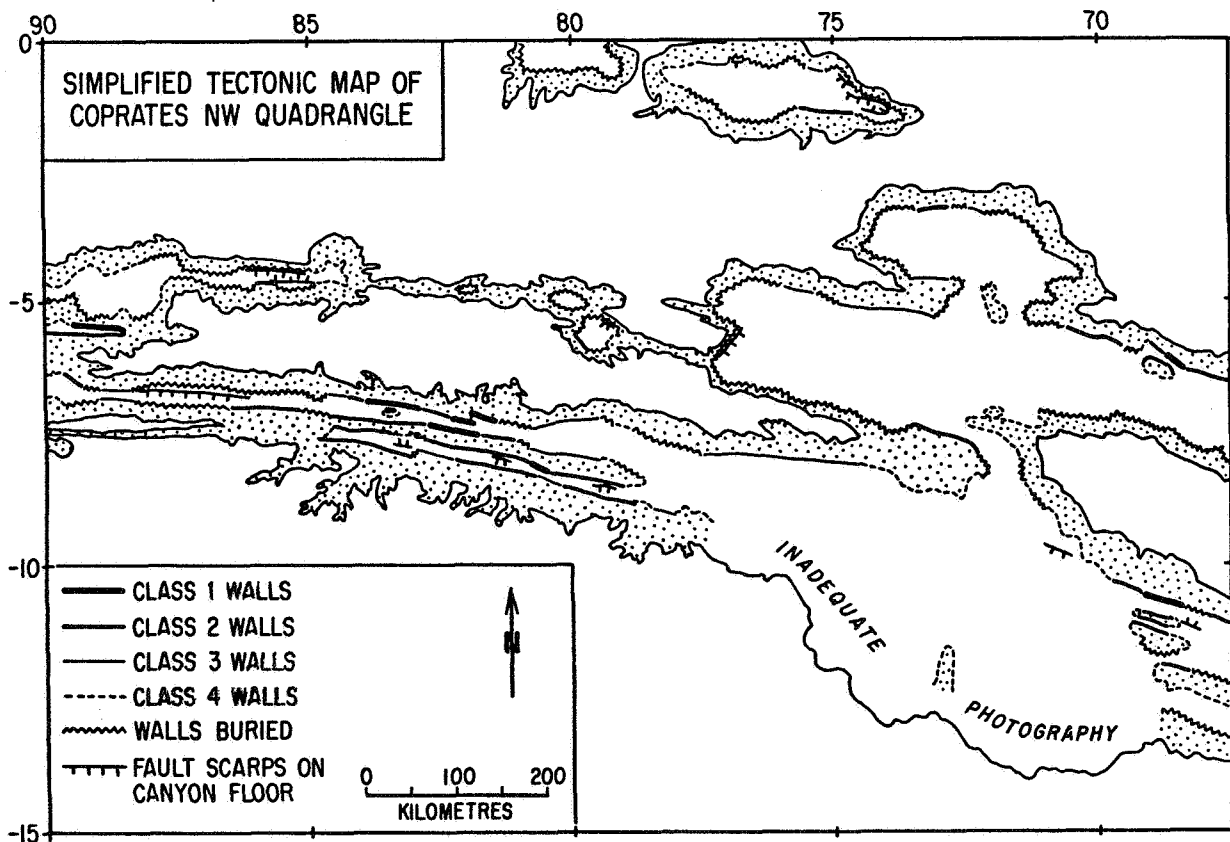 90 85 80 75 70
0
SIMPLIFIED TECTONIC MAP OF
COPRATES NW QUADRANGLE
-5
-10
INADEQUATE
PHOTOGRAPHY
CLASS 1 WALLS
CLASS 2 WALLS
CLASS 3 WALLS
CLASS 4 WALLS
WALLS BURIED
FAULT SCARPS ON
CANYON FLOOR
N
0 100 200
KILOMETRES
-15